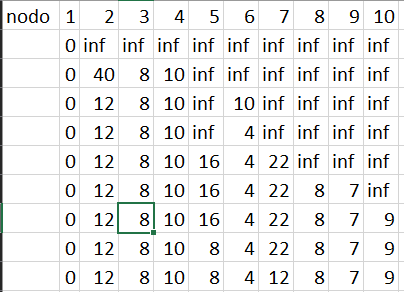 nodo 1 2 3 4 5 6 7 8 9 10
0 inf inf inf inf inf inf inf inf inf
0 40 8 10 inf inf inf inf inf inf
0 12 8 10 inf 10 inf inf inf inf
0 12 8 10 inf 4 inf inf inf inf
0 12 8 10 16 4 22 inf inf inf
0 12 8 10 16 4 22 8 7 inf
0 12 8 10 16 4 22 8 7 9
0 12 8 10 8 4 22 8 7 9
0 12 8 10 8 4 12 8 7 9